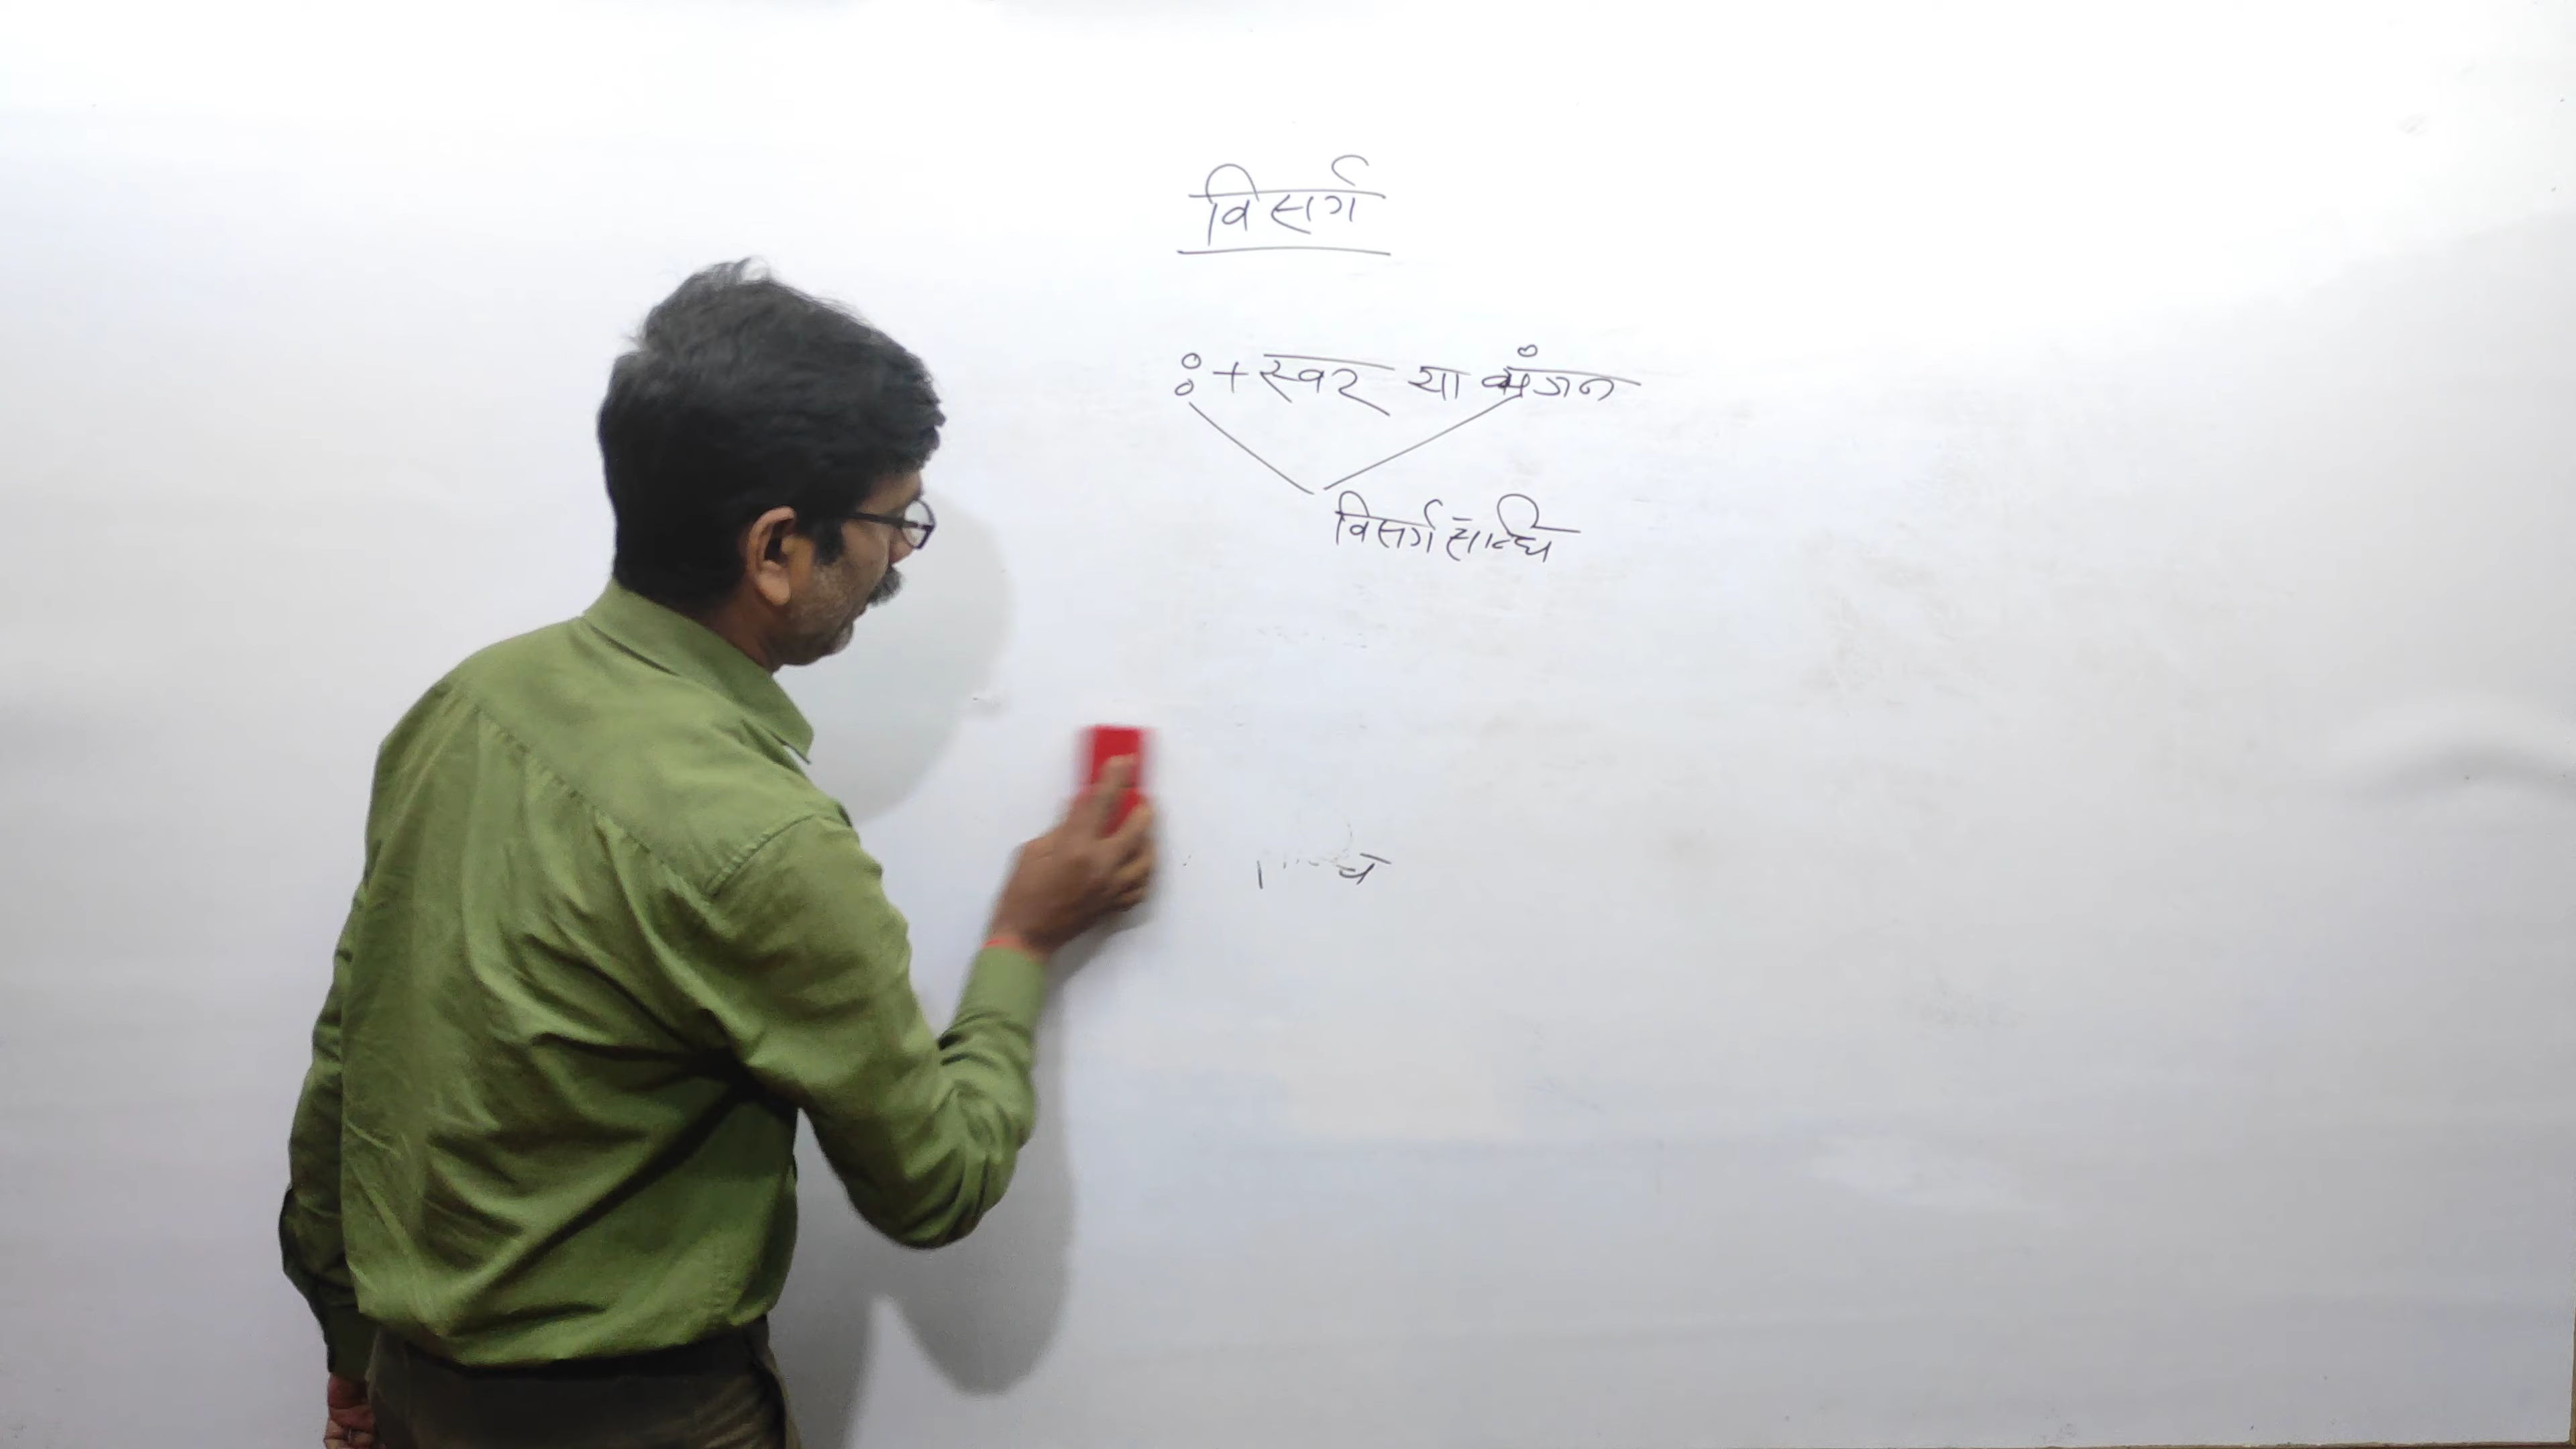 विसर्ग
ः + स्वर या व्यंजन
विसर्ग सन्धि